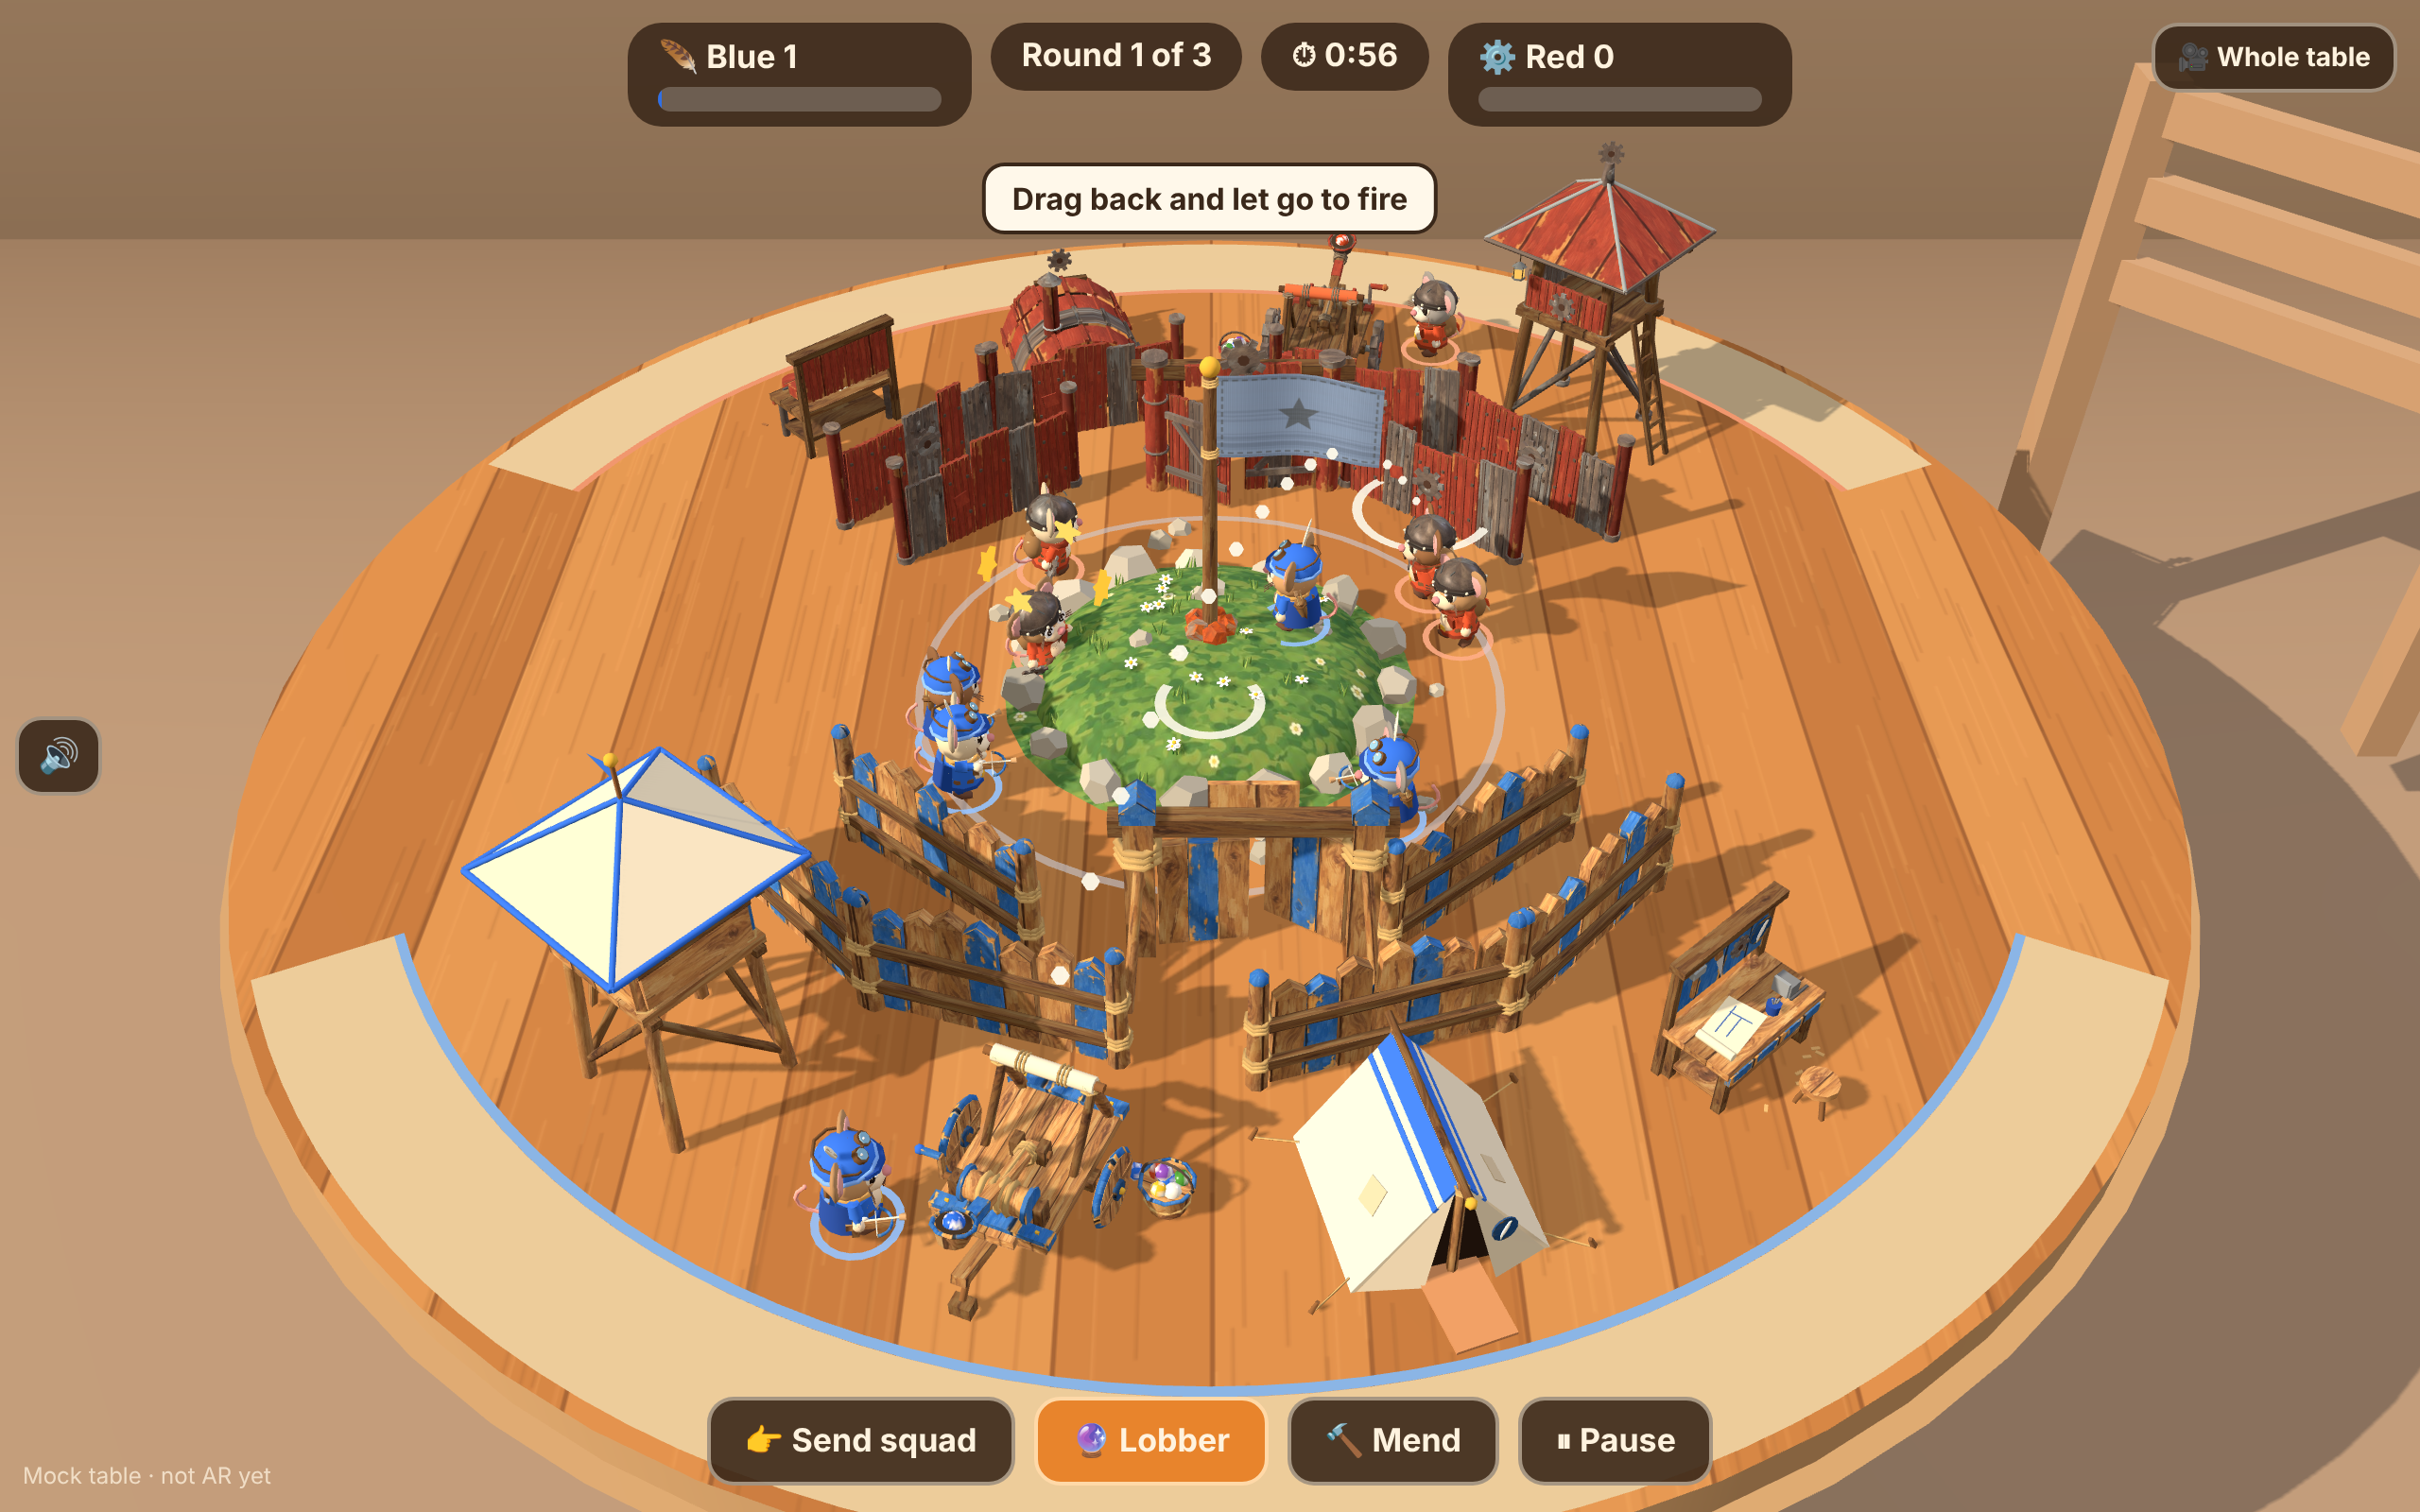 Blue 1
Round 1 of 3
0:56
Red 0
Whole table
Drag back and let go to fire
Send squad
Lobber
Mend
Pause
Mock table · not AR yet